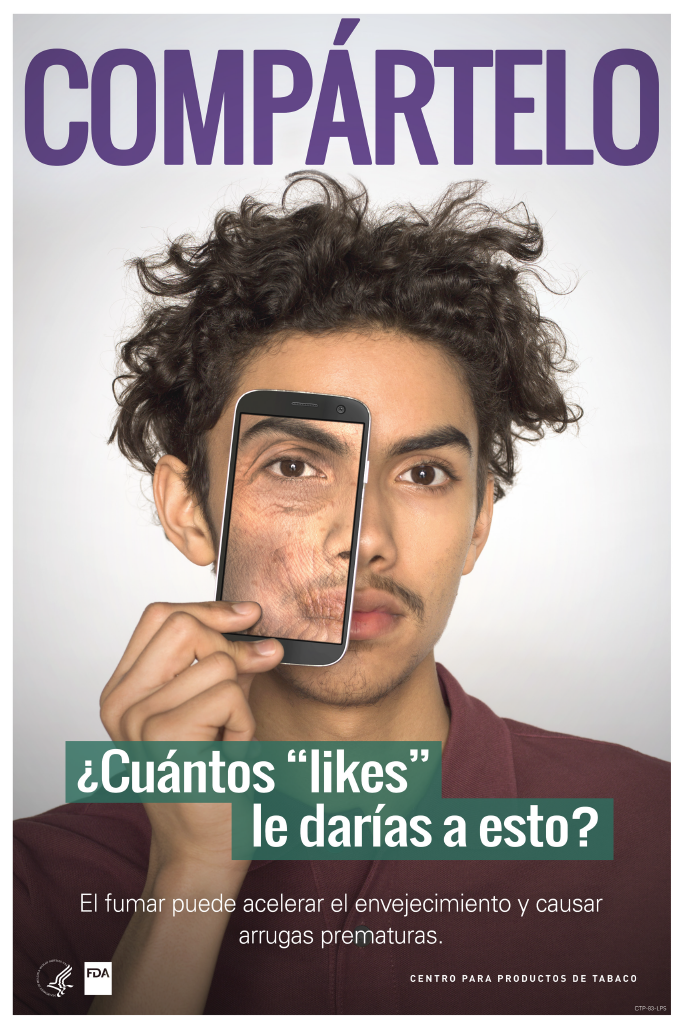 COMPÁRTELO
¿Cuántos “likes”
le darías a esto?
El fumar puede acelerar el envejecimiento y causar
arrugas prematuras.
FDA
CENTRO PARA PRODUCTOS DE TABACO
CTP-83-LPS